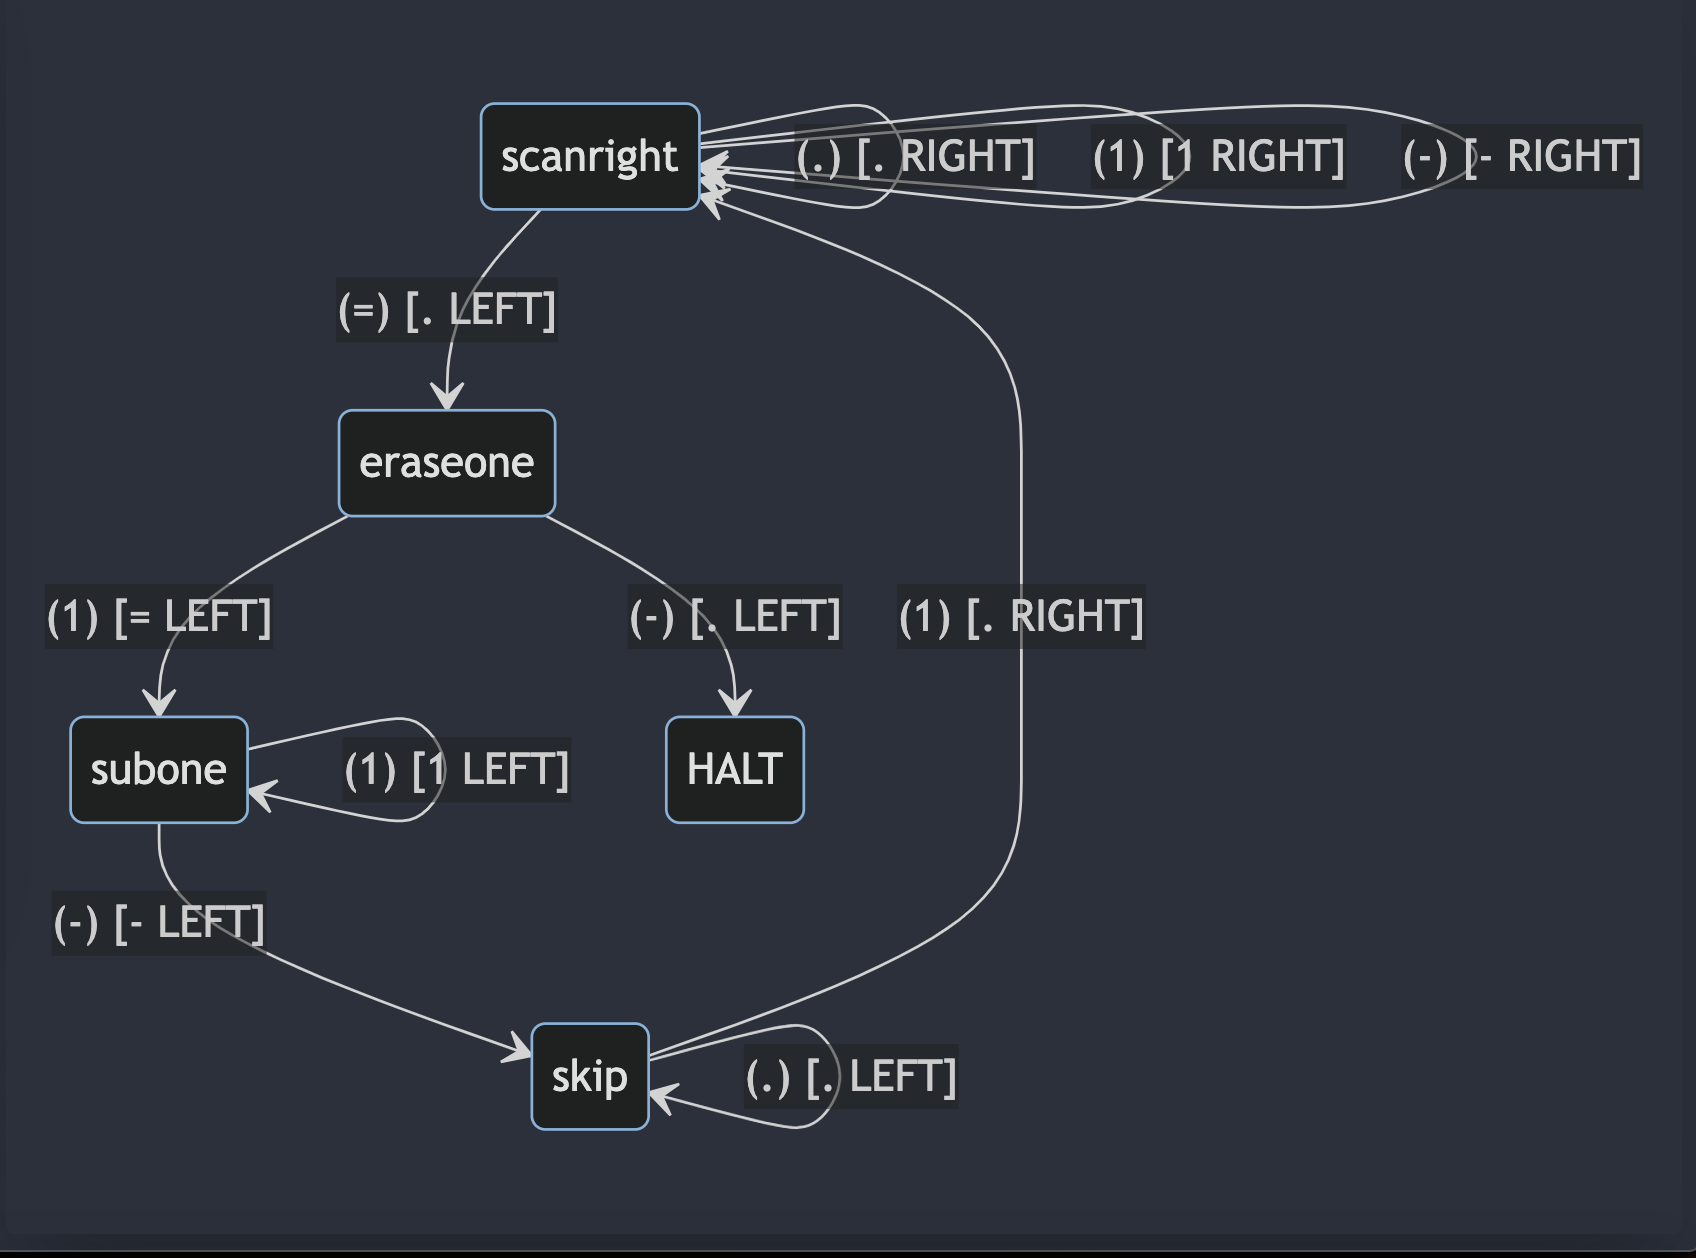 scanright
(.) [. RIGHT]
(1) [1 RIGHT]
(-) [- RIGHT]
(=) [. LEFT]
eraseone
(1) [= LEFT]
(-) [. LEFT]
(1) [. RIGHT]
subone
(1) [1 LEFT]
HALT
(-) [- LEFT]
skip
(.) [. LEFT]